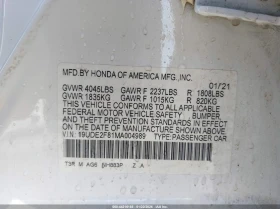 MFD. BY HONDA OF AMERICA MFG.,INC. 01/21
GVWR 4045LBS GAWR F 2237LBS R 1808LBS
GVWR 1835KG GAWR F 1015KG R 820KG
THIS VEHICLE CONFORMS TO ALL APPLICABLE
FEDERAL MOTOR VEHICLE SAFETY, BUMPER,
AND THEFT PREVENTION STANDARDS IN EFFECT ON
THE DATE OF MANUFACTURE SHOWN ABOVE.
V I N : 19UDE2F81MA004989 TYPE:PASSENGER CAR